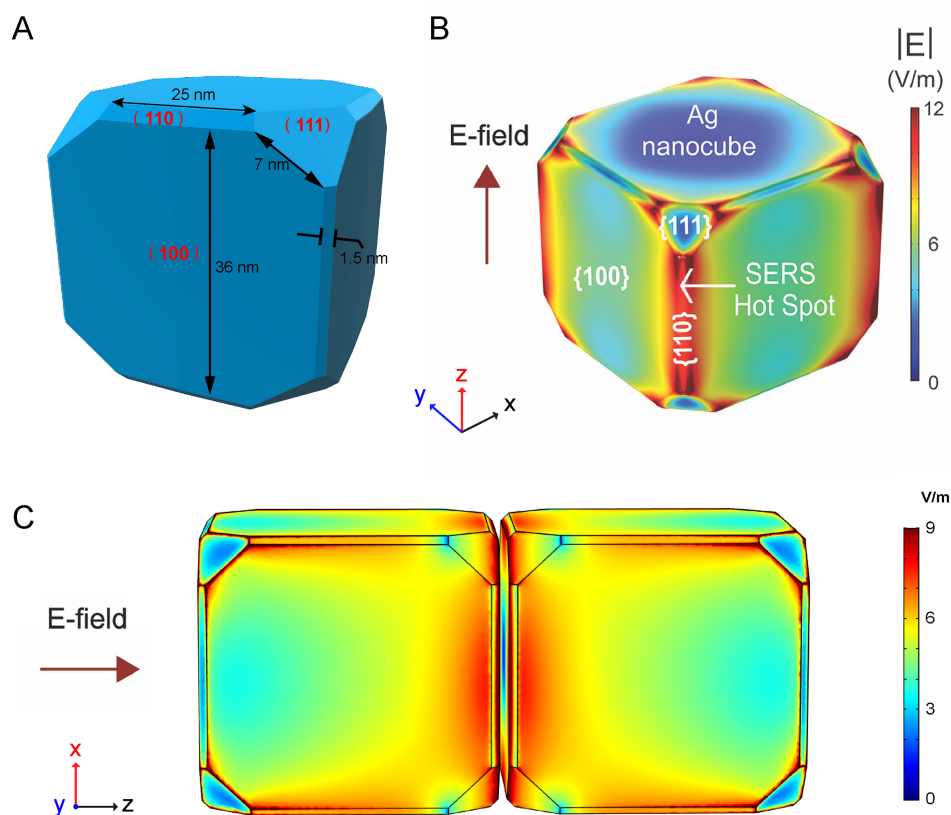 A
25 nm
(110)
(111)
7 nm
(100)
36 nm
1.5 nm
B
|E|
(V/m)
12
6
0
E-field
Ag
nanocube
{111}
{100}
SERS
Hot Spot
{110}
z
y
x
C
V/m
9
6
3
0
E-field
x
y
z